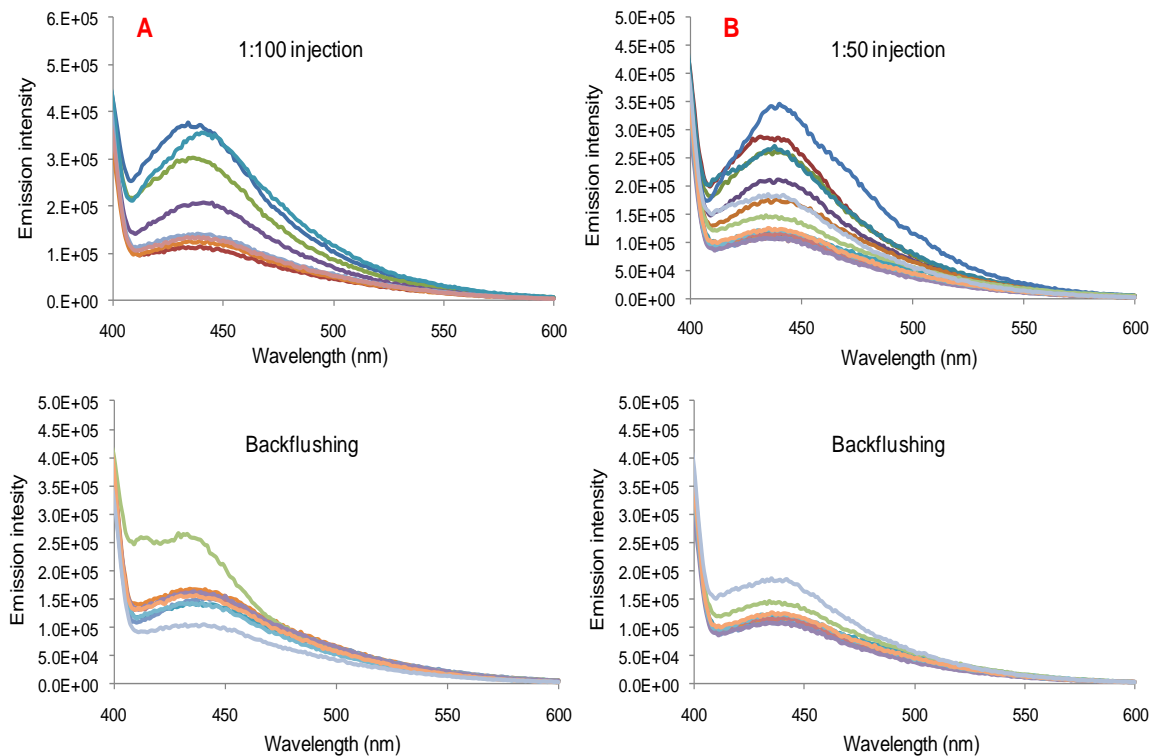 A
1:100 injection
Emission intensity
6.E+05
5.E+05
4.E+05
3.E+05
2.E+05
1.E+05
0.E+00
400 450 500 550 600
Wavelength (nm)
B
1:50 injection
Emission intensity
5.0E+05
4.5E+05
4.0E+05
3.5E+05
3.0E+05
2.5E+05
2.0E+05
1.5E+05
1.0E+05
5.0E+04
0.0E+00
400 450 500 550 600
Wavelength (nm)
Backflushing
Emission intesity
5.0E+05
4.5E+05
4.0E+05
3.5E+05
3.0E+05
2.5E+05
2.0E+05
1.5E+05
1.0E+05
5.0E+04
0.0E+00
400 450 500 550 600
Wavelength (nm)
Backflushing
Emission intensity
5.0E+05
4.5E+05
4.0E+05
3.5E+05
3.0E+05
2.5E+05
2.0E+05
1.5E+05
1.0E+05
5.0E+04
0.0E+00
400 450 500 550 600
Wavelength (nm)